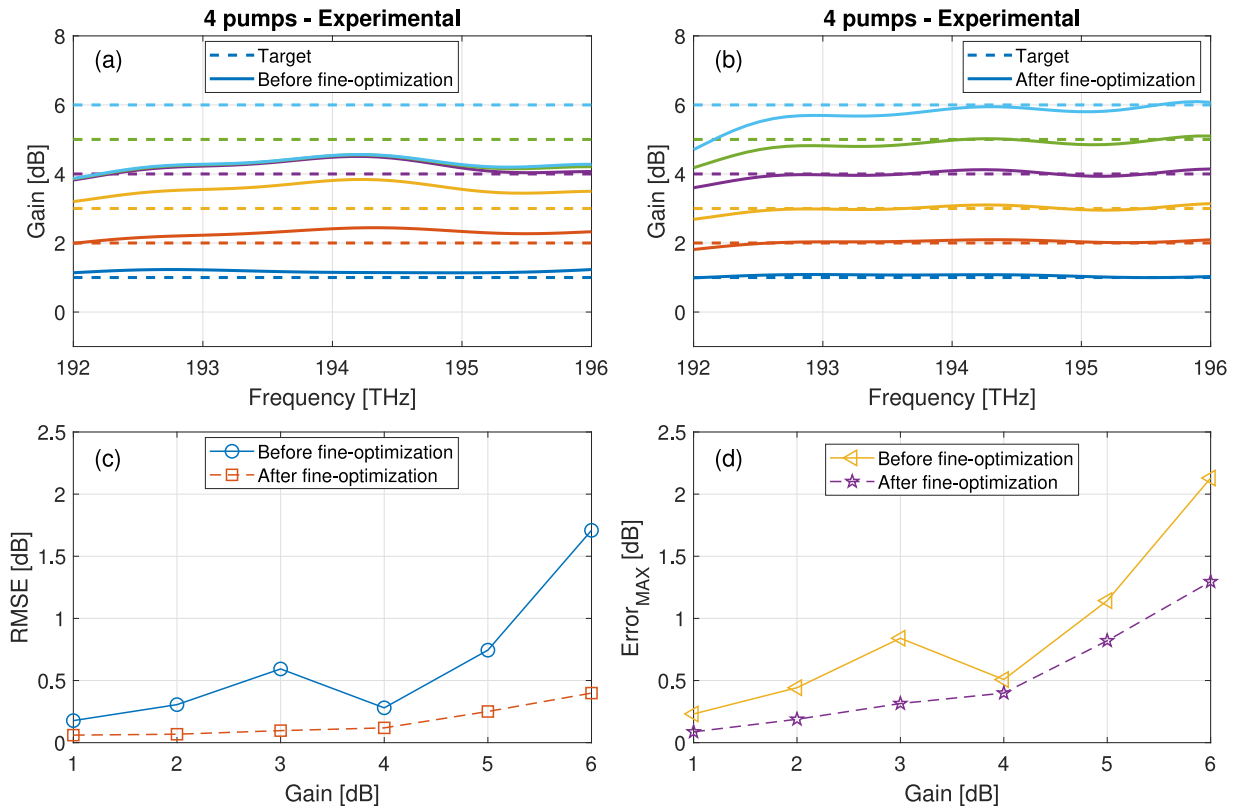 4 pumps - Experimental
(a)
Target
Before fine-optimization
8
6
4
2
0
Gain [dB]
192
193
194
195
196
Frequency [THz]
4 pumps - Experimental
(b)
Target
After fine-optimization
8
6
4
2
0
Gain [dB]
192
193
194
195
196
Frequency [THz]
(c)
Before fine-optimization
After fine-optimization
2.5
2
1.5
1
0.5
0
RMSE [dB]
1
2
3
4
5
6
Gain [dB]
(d)
Before fine-optimization
After fine-optimization
2.5
2
1.5
1
0.5
0
Error_MAX [dB]
1
2
3
4
5
6
Gain [dB]